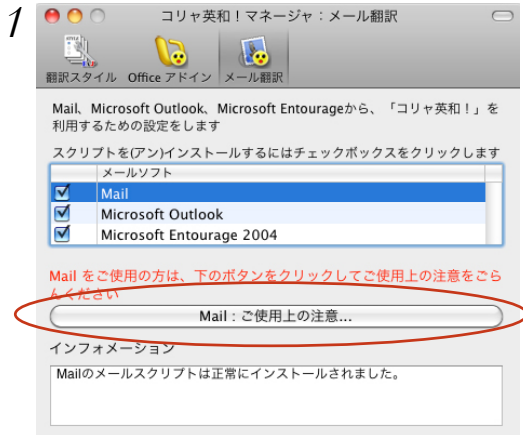 1
コリャ英和！マネージャ：メール翻訳
翻訳スタイル Office アドイン メール翻訳
Mail、Microsoft Outlook、Microsoft Entourageから、「コリャ英和！」を
利用するための設定をします
スクリプトを(アン)インストールするにはチェックボックスをクリックします
メールソフト
Mail
Microsoft Outlook
Microsoft Entourage 2004
Mail をご使用の方は、下のボタンをクリックしてご使用上の注意をごら
んください
Mail：ご使用上の注意...
インフォメーション
Mailのメールスクリプトは正常にインストールされました。